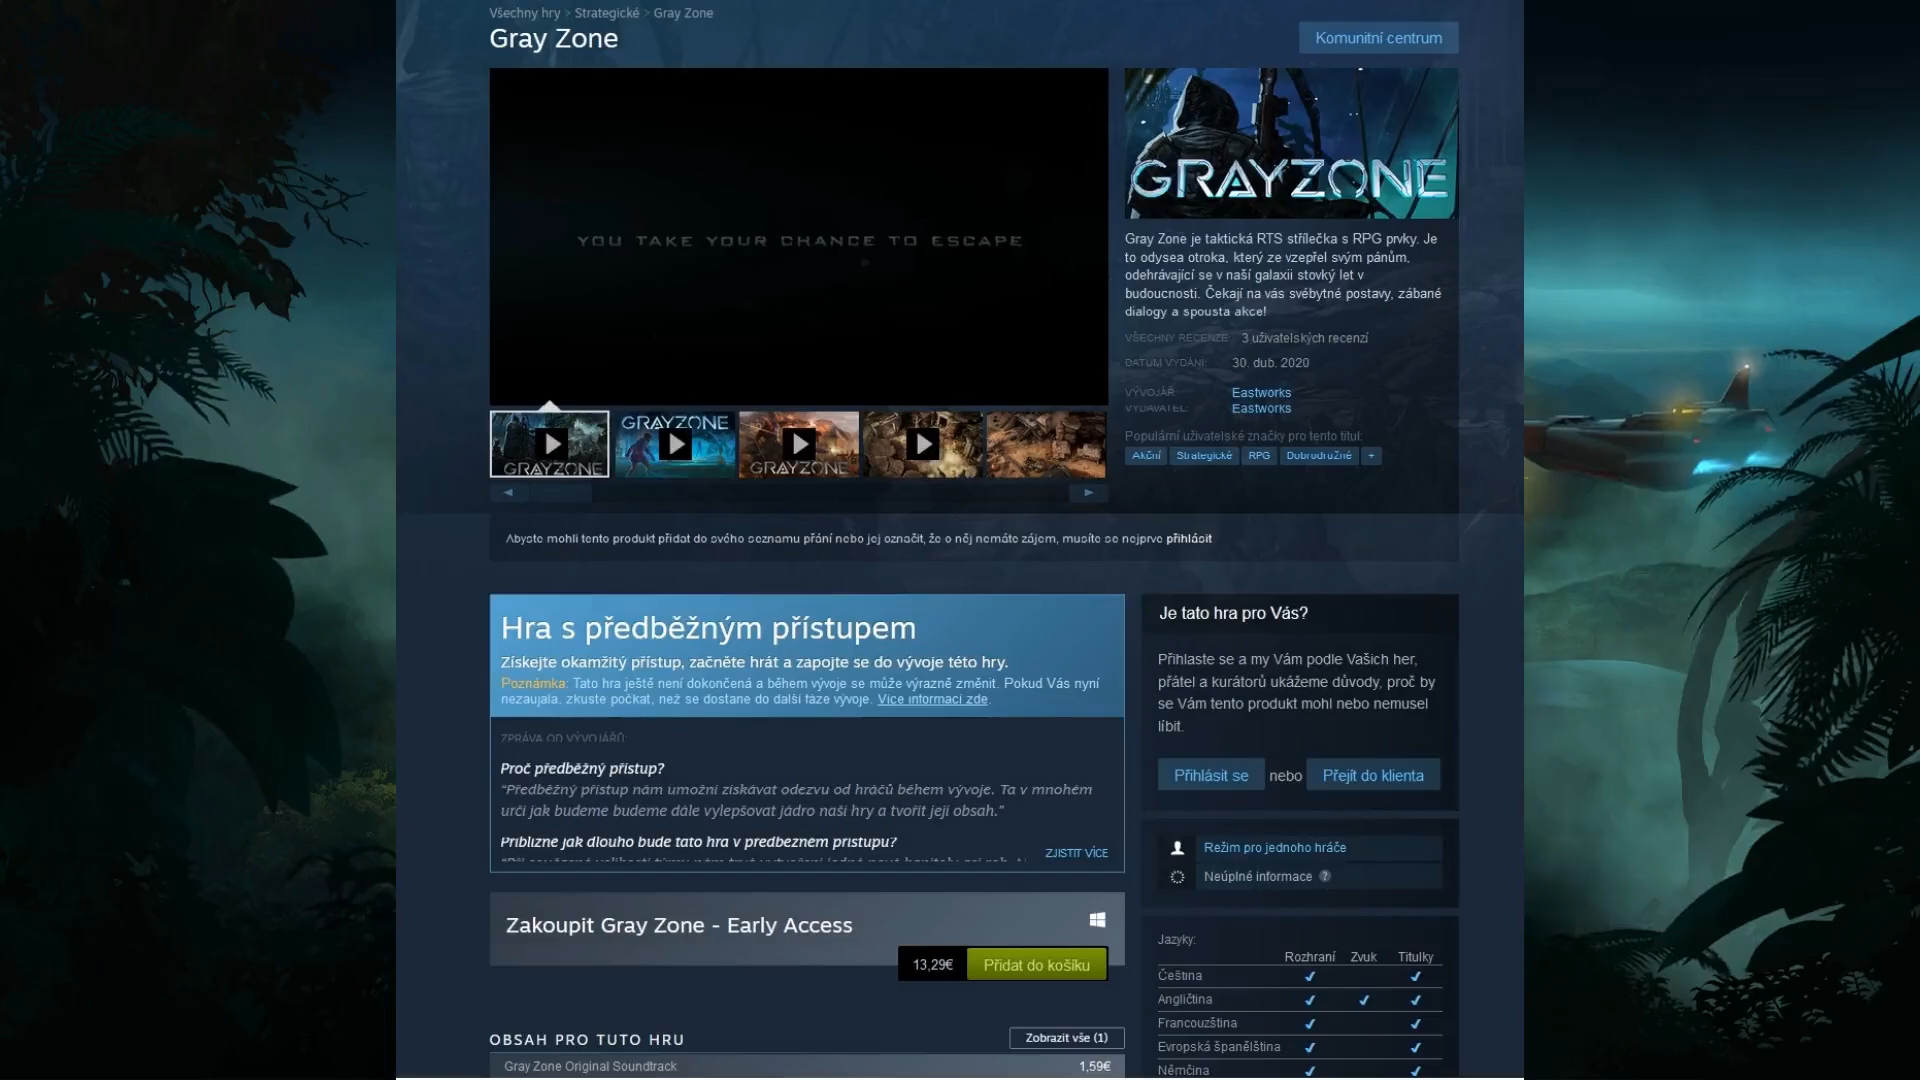 Všechny hry > Strategické > Gray Zone
Gray Zone
Komunitní centrum
YOU TAKE YOUR CHANCE TO ESCAPE
GRAYZONE
Gray Zone je taktická RTS střílečka s RPG prvky. Je
to odysea otroka, který ze vzepřel svým pánům,
odehrávající se v naší galaxii stovký let v
budoucnosti. Čekají na vás svébytné postavy, zábané
dialogy a spousta akce!
VŠECHNY RECENZE: 3 uživatelských recenzí
DATUM VYDÁNÍ: 30. dub. 2020
VÝVOJÁŘ: Eastworks
VYDAVATEL: Eastworks
Populární uživatelské značky pro tento titul:
Akční Strategické RPG Dobrodružné +
GRAYZONE
GRAYZONE
GRAYZONE
Abyste mohli tento produkt přidat do svého seznamu přání nebo jej označit, že o něj nemáte zájem, musíte se nejprve přihlásit
Hra s předběžným přístupem
Získejte okamžitý přístup, začněte hrát a zapojte se do vývoje této hry.
Poznámka: Tato hra ještě není dokončená a během vývoje se může výrazně změnit. Pokud Vás nyní
nezaujala, zkuste počkat, než se dostane do další fáze vývoje. Více informací zde.
ZPRÁVA OD VÝVOJÁŘŮ:
Proč předběžný přístup?
“Předběžný přístup nám umožní získávat odezvu od hráčů během vývoje. Ta v mnohém
určí jak budeme budeme dále vylepšovat jádro naší hry a tvořit její obsah.”
Přibližně jak dlouho bude tato hra v předběžném přístupu?
ZJISTIT VÍCE
Zakoupit Gray Zone - Early Access
13,29€ Přidat do košíku
OBSAH PRO TUTO HRU
Zobrazit vše (1)
Gray Zone Original Soundtrack 1,59€
Je tato hra pro Vás?
Přihlaste se a my Vám podle Vašich her,
přátel a kurátorů ukážeme důvody, proč by
se Vám tento produkt mohl nebo nemusel
líbit.
Přihlásit se nebo Přejít do klienta
Režim pro jednoho hráče
Neúplné informace ?
Jazyky:
Rozhraní Zvuk Titulky
Čeština
Angličtina
Francouzština
Evropská španělština
Němčina